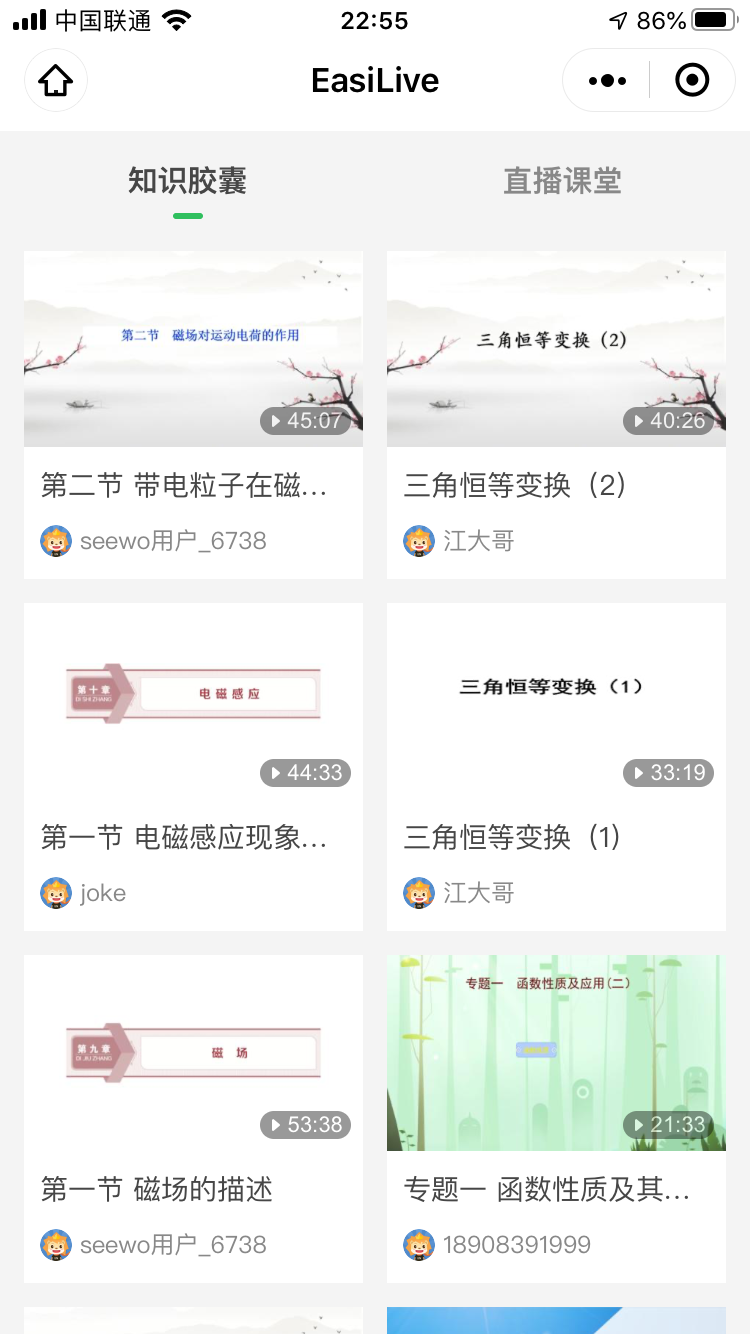 中国联通
22:55
86%
EasiLive
知识胶囊
直播课堂
第二节 磁场对运动电荷的作用
45:07
第二节 带电粒子在磁...
seewo用户_6738
三角恒等变换（2）
40:26
三角恒等变换（2）
江大哥
第十章
DI SHI ZHANG
电磁感应
44:33
第一节 电磁感应现象...
joke
三角恒等变换（1）
33:19
三角恒等变换（1）
江大哥
第九章
DI JIU ZHANG
磁 场
53:38
第一节 磁场的描述
seewo用户_6738
专题一 函数性质及应用(二)
21:33
专题一 函数性质及其...
18908391999